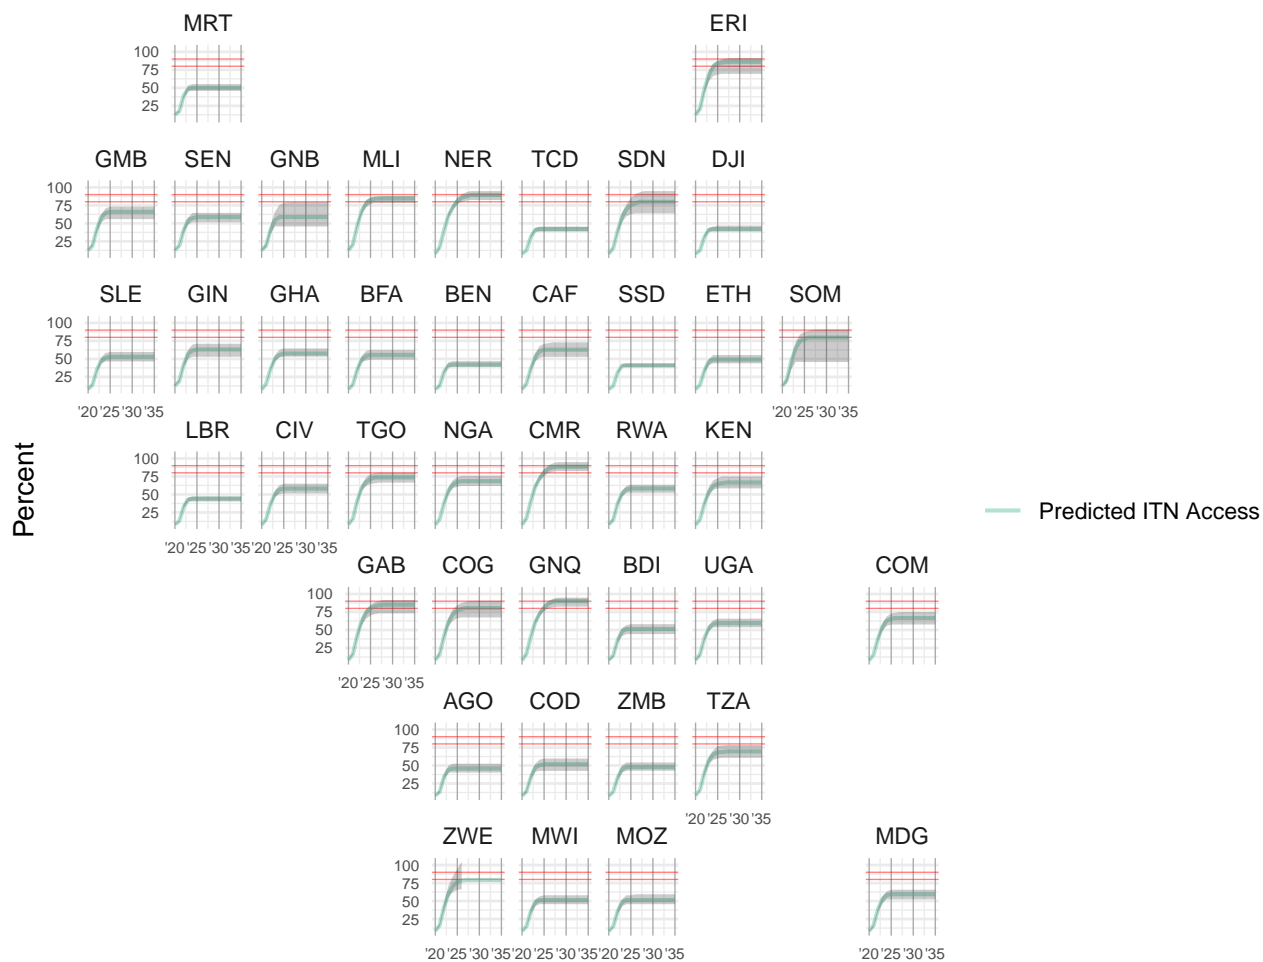 MRT ERI
100
75
50
25
GMB SEN GNB MLI NER TCD SDN DJI
100
75
50
25
SLE GIN GHA BFA BEN CAF SSD ETH SOM
100
75
50
25
'20 '25 '30 '35 '20 '25 '30 '35
LBR CIV TGO NGA CMR RWA KEN
100
75
50
25
'20 '25 '30 '35 '20 '25 '30 '35
GAB COG GNQ BDI UGA COM
100
75
50
25
'20 '25 '30 '35
AGO COD ZMB TZA
100
75
50
25
'20 '25 '30 '35
ZWE MWI MOZ MDG
100
75
50
25
'20 '25 '30 '35 '20 '25 '30 '35 '20 '25 '30 '35 '20 '25 '30 '35
Percent
Predicted ITN Access